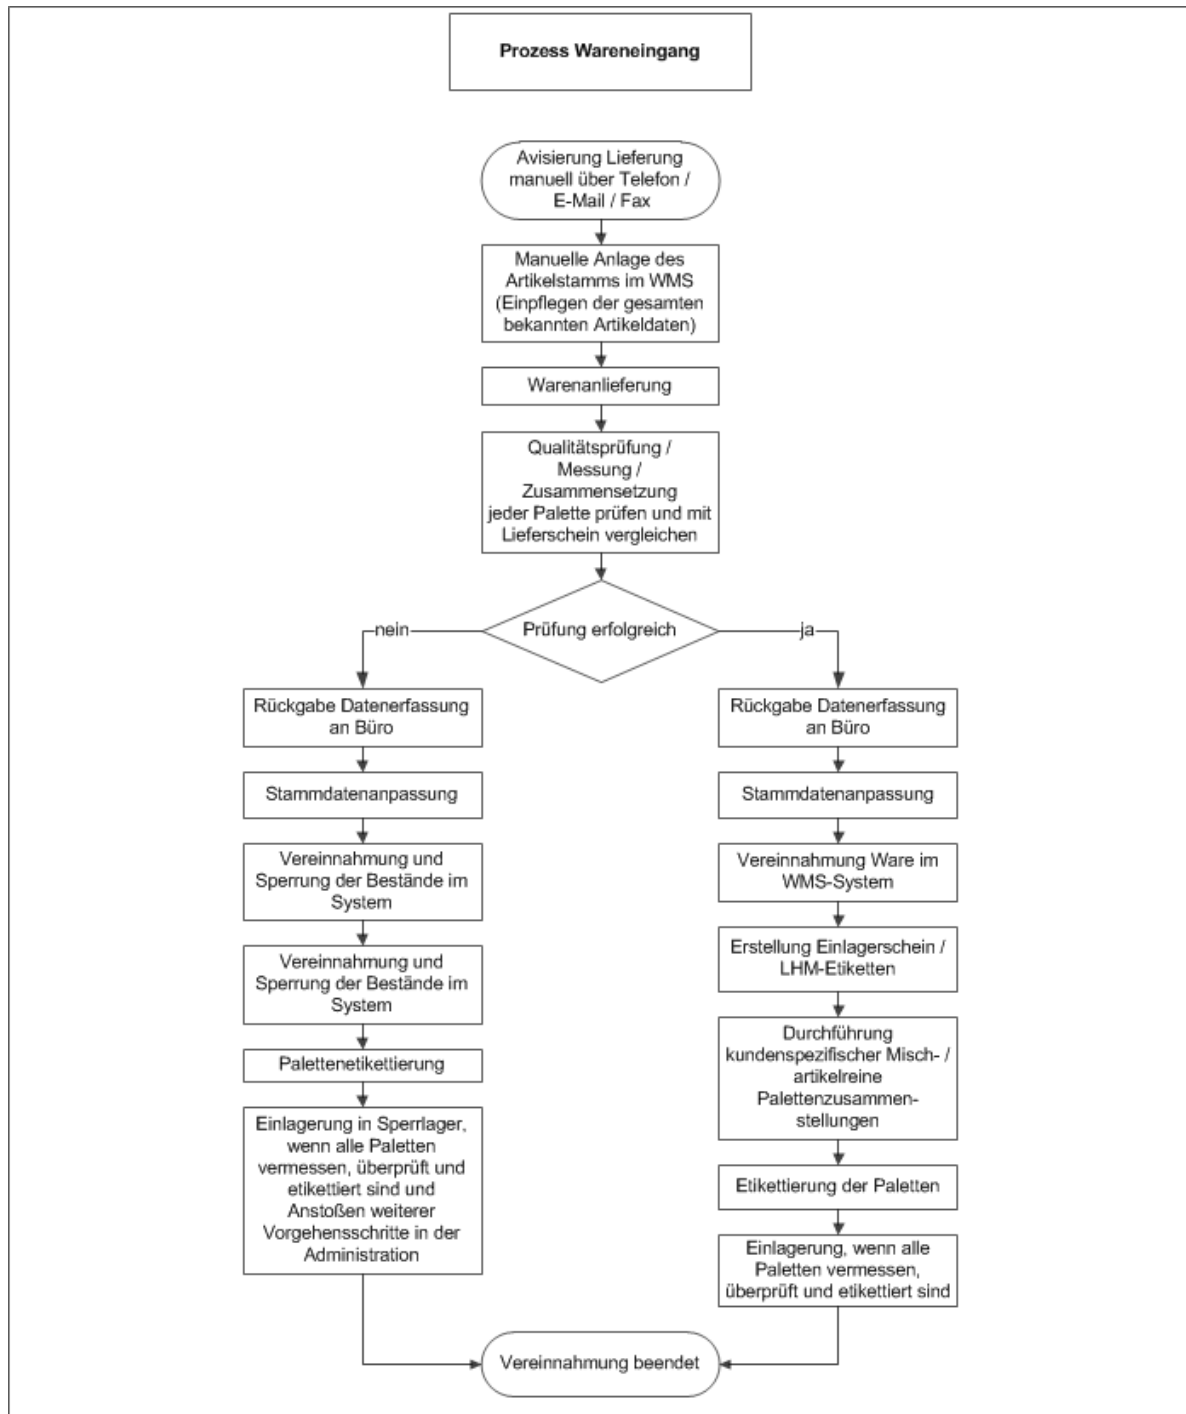 Prozess Wareneingang
Avisierung Lieferung
manuell über Telefon /
E-Mail / Fax
Manuelle Anlage des
Artikelstamms im WMS
(Einpflegen der gesamten
bekannten Artikeldaten)
Warenanlieferung
Qualitätsprüfung /
Messung /
Zusammensetzung
jeder Palette prüfen und mit
Lieferschein vergleichen
Prüfung erfolgreich
nein
ja
Rückgabe Datenerfassung
an Büro
Stammdatenanpassung
Vereinnahmung und
Sperrung der Bestände im
System
Vereinnahmung und
Sperrung der Bestände im
System
Palettenetikettierung
Einlagerung in Sperrlager,
wenn alle Paletten
vermessen, überprüft und
etikettiert sind und
Anstoßen weiterer
Vorgehensschritte in der
Administration
Rückgabe Datenerfassung
an Büro
Stammdatenanpassung
Vereinnahmung Ware im
WMS-System
Erstellung Einlagerschein /
LHM-Etiketten
Durchführung
kundenspezifischer Misch- /
artikelreine
Palettenzusammen-
stellungen
Etikettierung der Paletten
Einlagerung, wenn alle
Paletten vermessen,
überprüft und etikettiert sind
Vereinnahmung beendet